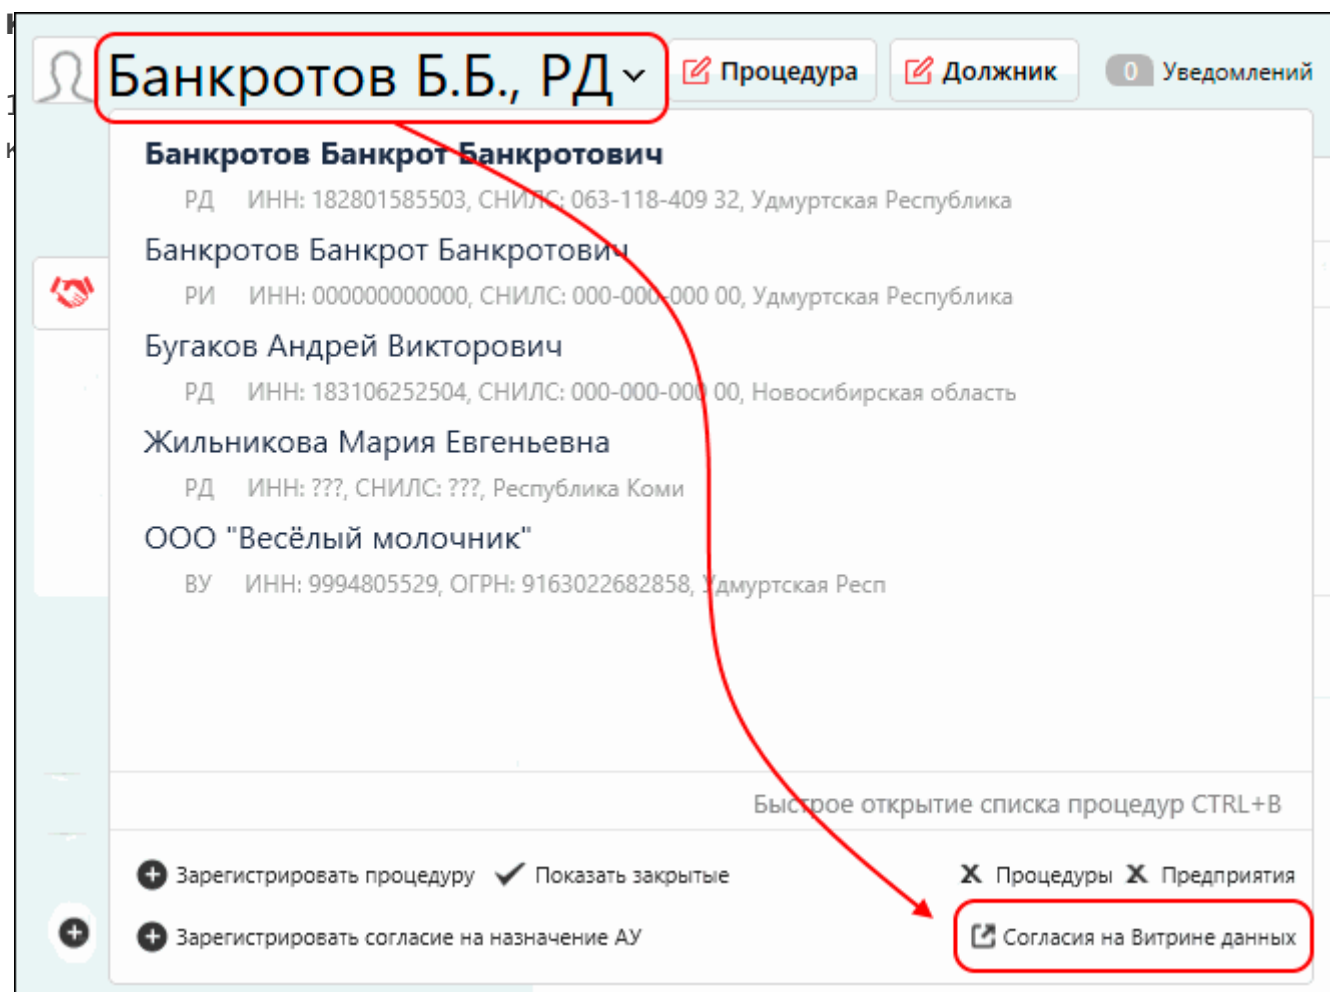 Банкротов Б.Б., РД
Процедура
Должник
0 Уведомлений
Банкротов Банкрот Банкротович
РД ИНН: 182801585503, СНИЛС: 063-118-409 32, Удмуртская Республика
Банкротов Банкрот Банкротович
РИ ИНН: 000000000000, СНИЛС: 000-000-000 00, Удмуртская Республика
Бугаков Андрей Викторович
РД ИНН: 183106252504, СНИЛС: 000-000-000 00, Новосибирская область
Жильникова Мария Евгеньевна
РД ИНН: ???, СНИЛС: ???, Республика Коми
ООО "Весёлый молочник"
ВУ ИНН: 9994805529, ОГРН: 9163022682858, Удмуртская Респ
Быстрое открытие списка процедур CTRL+B
Зарегистрировать процедуру Показать закрытые
X Процедуры X Предприятия
Зарегистрировать согласие на назначение АУ
Согласия на Витрине данных